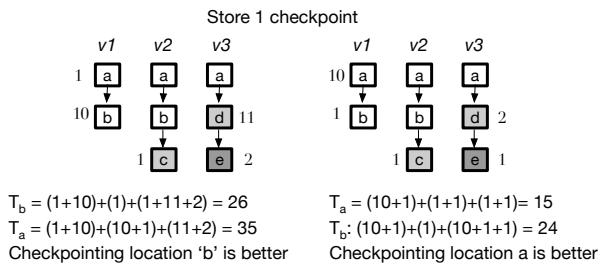 Store 1 checkpoint
v1 v2 v3 v1 v2 v3
1 a a a 10 a a a
10 b b d 11 1 b b d 2
1 c e 2 1 c e 1
T_b = (1+10)+(1)+(1+11+2) = 26
T_a = (1+10)+(10+1)+(11+2) = 35
Checkpointing location ‘b’ is better
T_a = (10+1)+(1+1)+(1+1)= 15
T_b: (10+1)+(1)+(10+1+1) = 24
Checkpointing location a is better